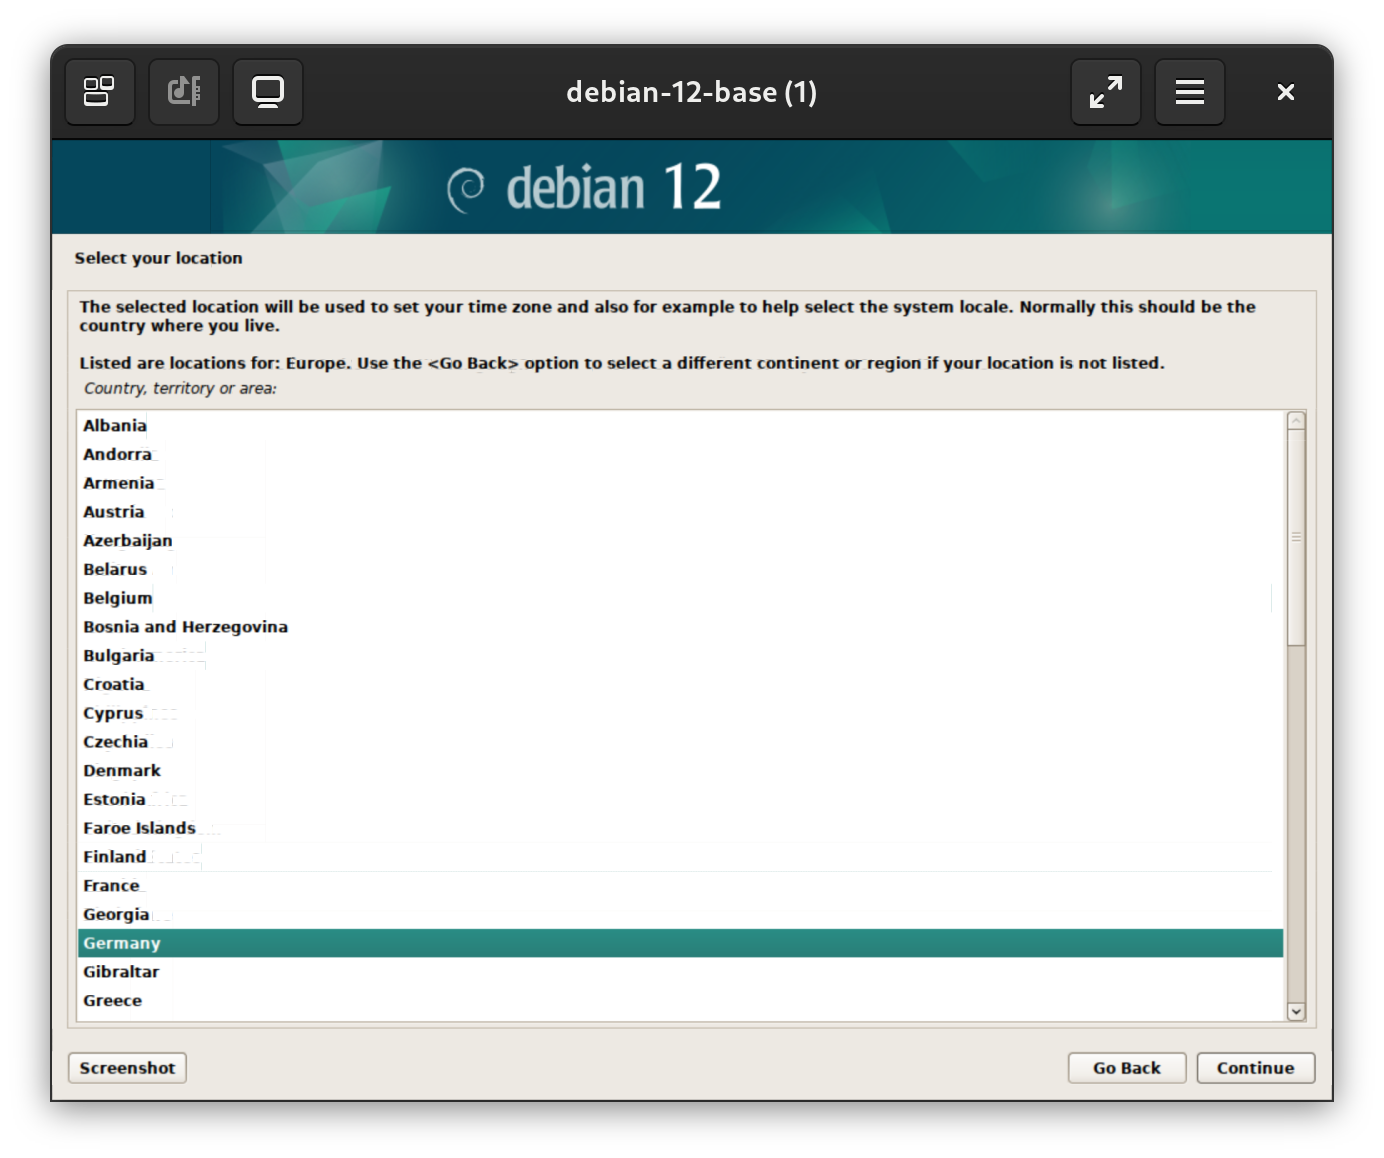 debian-12-base (1)
debian 12
Select your location
The selected location will be used to set your time zone and also for example to help select the system locale. Normally this should be the
country where you live.
Listed are locations for: Europe. Use the <Go Back> option to select a different continent or region if your location is not listed.
Country, territory or area:
Albania
Andorra
Armenia
Austria
Azerbaijan
Belarus
Belgium
Bosnia and Herzegovina
Bulgaria
Croatia
Cyprus
Czechia
Denmark
Estonia
Faroe Islands
Finland
France
Georgia
Germany
Gibraltar
Greece
Screenshot
Go Back
Continue